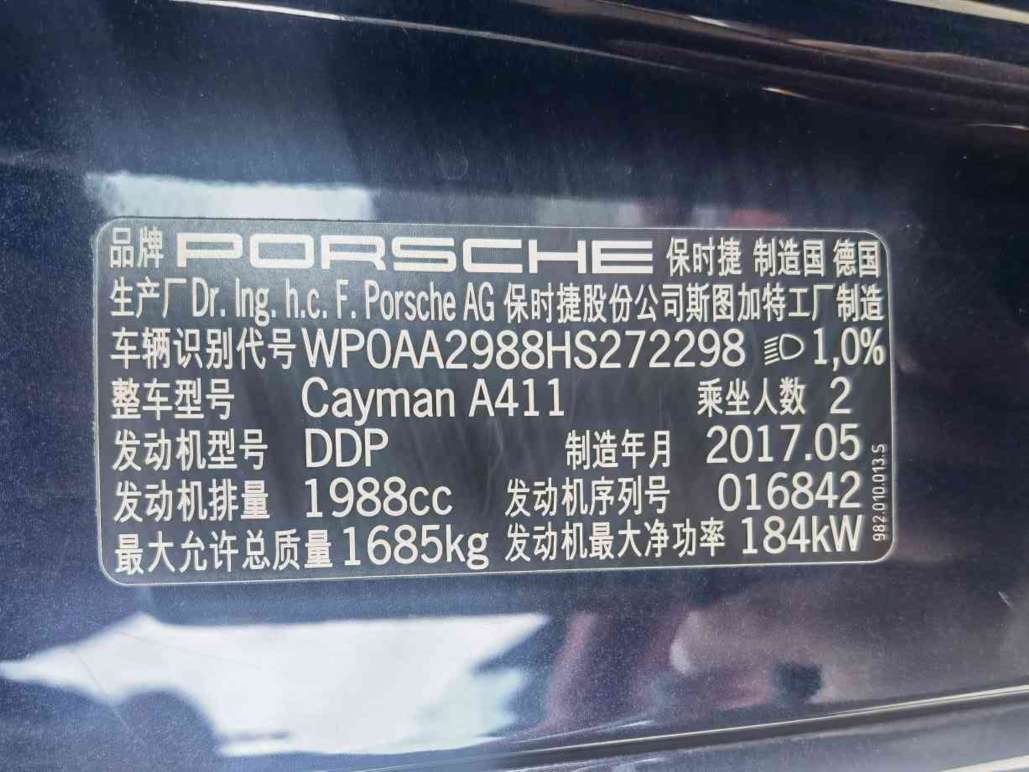 品牌 PORSCHE 保时捷 制造国 德国
生产厂 Dr. Ing. h.c. F. Porsche AG 保时捷股份公司斯图加特工厂制造
车辆识别代号 WP0AA2988HS272298 1,0%
整车型号 Cayman A411 乘坐人数 2
发动机型号 DDP 制造年月 2017.05
发动机排量 1988cc 发动机序列号 016842
最大允许总质量 1685kg 发动机最大净功率 184kW
982.010.013.S